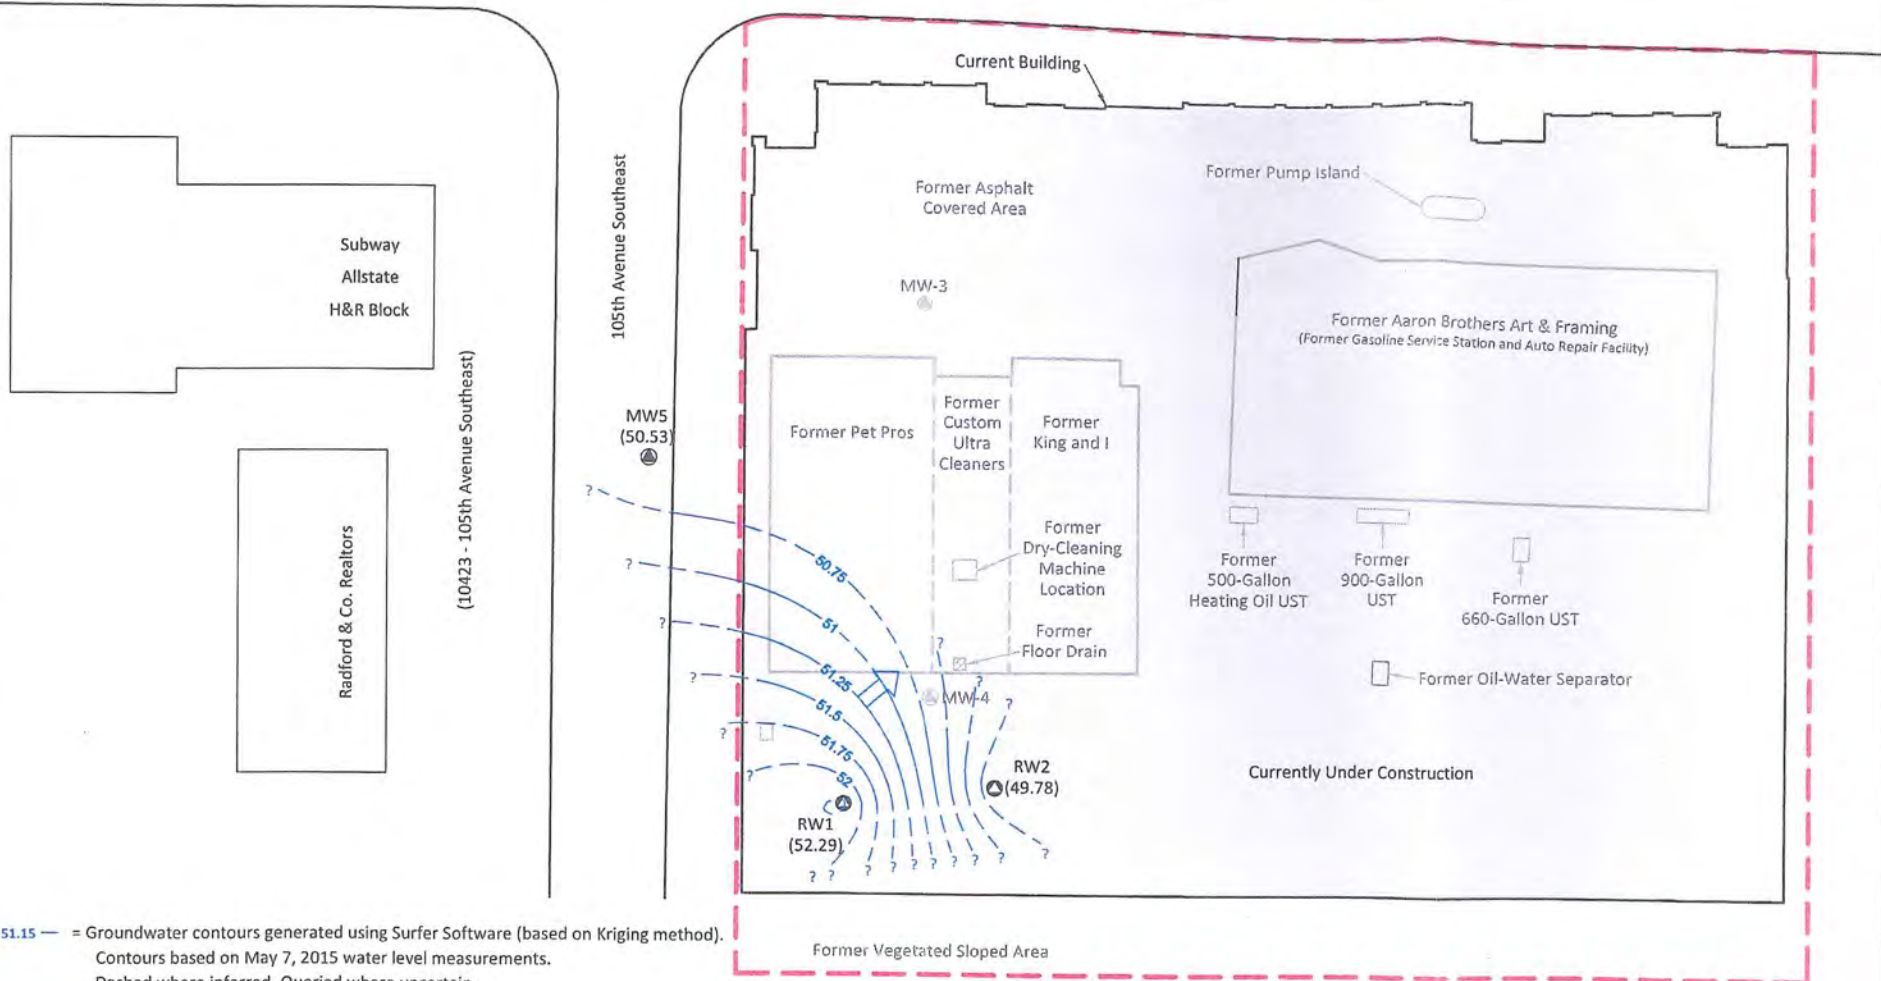 Current Building
Former Asphalt
Covered Area
Former Pump Island
105th Avenue Southeast
Subway
Allstate
H&R Block
MW-3
Former Aaron Brothers Art & Framing
(Former Gasoline Service Station and Auto Repair Facility)
(10423 - 105th Avenue Southeast)
MW5
(50.53)
Former Pet Pros
Former
Custom
Ultra
Cleaners
Former
King and I
Radford & Co. Realtors
?
?
?
?
?
?
50.75
51
51.25
51.5
51.75
52
Former
Dry-Cleaning
Machine
Location
Former
Floor Drain
Former
500-Gallon
Heating Oil UST
Former
900-Gallon
UST
Former
660-Gallon UST
Former Oil-Water Separator
?
?
?
MW-4
RW1
(52.29)
RW2
(49.78)
Currently Under Construction
? ? ? ? ? ? ? ? ? ?
51.15 — = Groundwater contours generated using Surfer Software (based on Kriging method).
Contours based on May 7, 2015 water level measurements.
Dashed where inferred. Queried where uncertain.
Former Vegetated Sloped Area